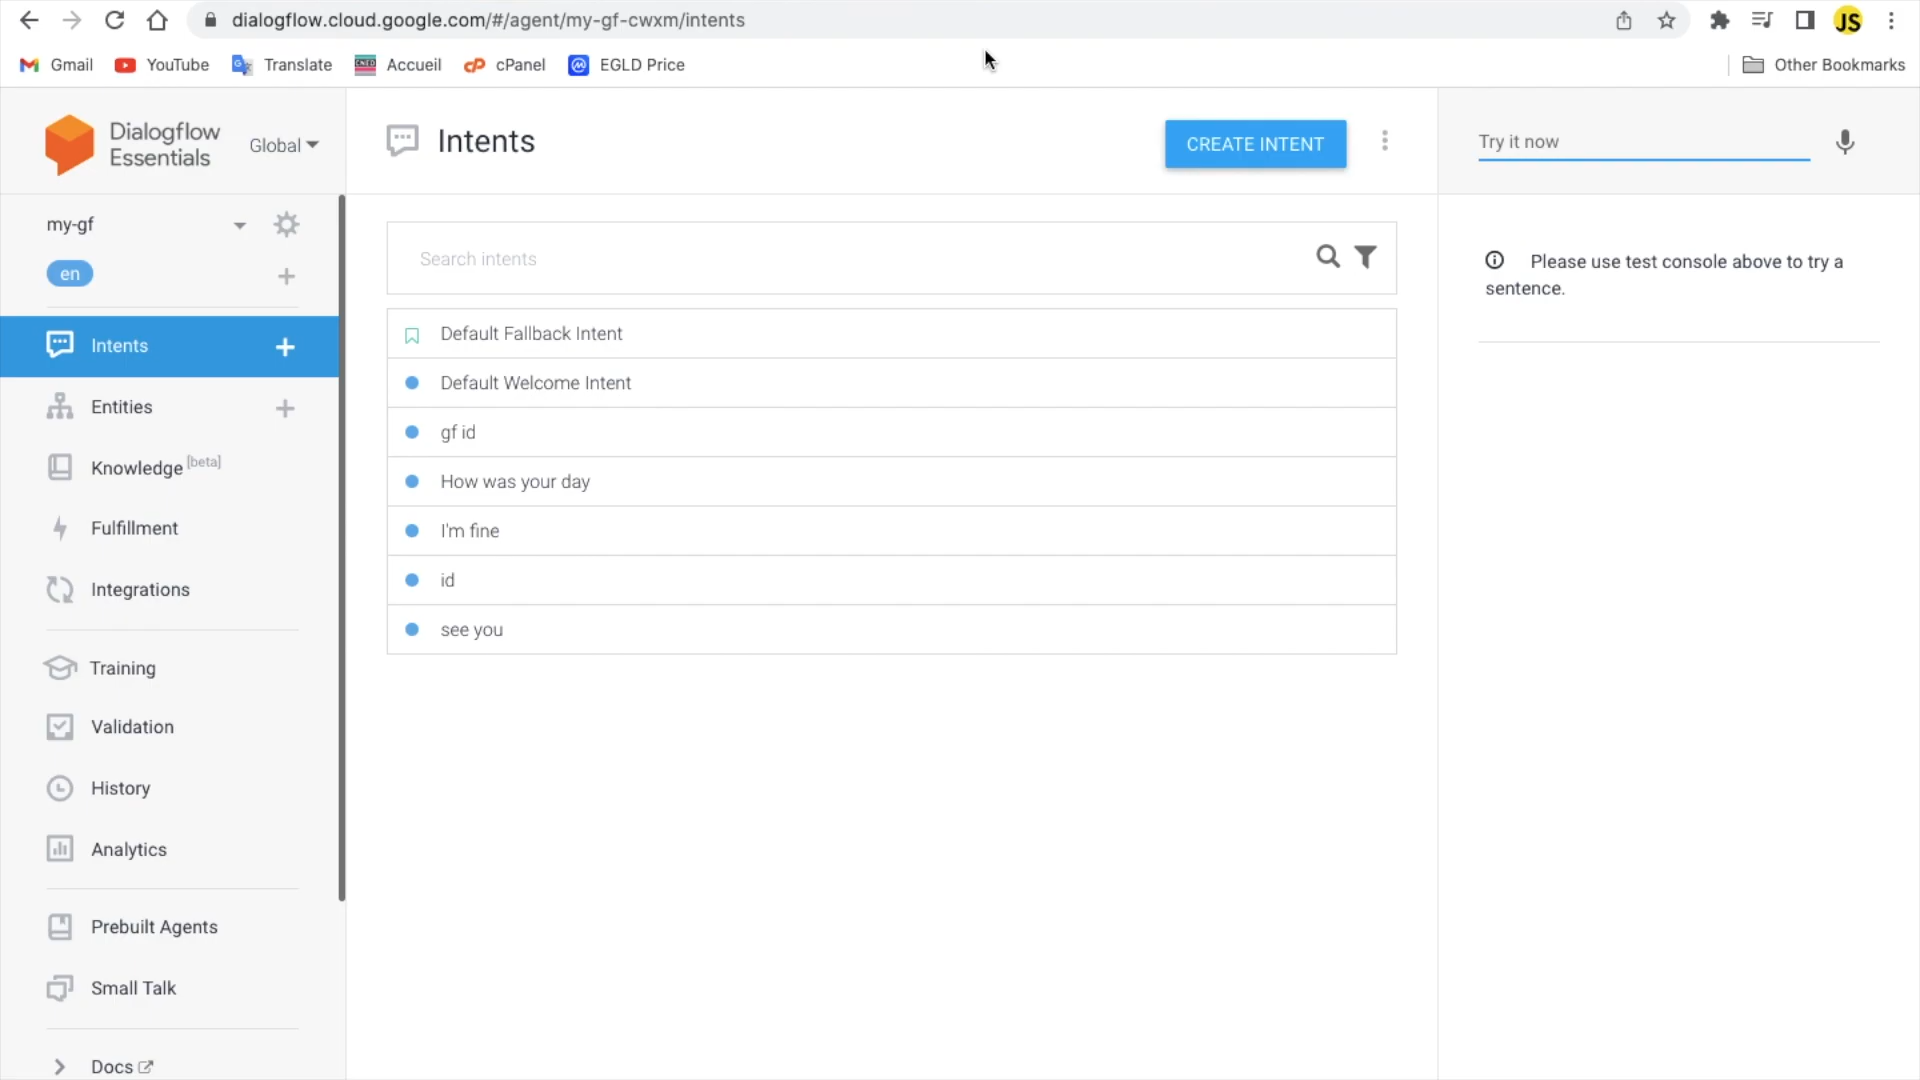 dialogflow.cloud.google.com/#/agent/my-gf-cwxm/intents
JS
Gmail
YouTube
Translate
CNED
Accueil
cP cPanel
EGLD Price
Other Bookmarks
Dialogflow
Essentials
Global
Intents
CREATE INTENT
Try it now
my-gf
en
Search intents
Please use test console above to try a
sentence.
Intents
Entities
Knowledge [beta]
Fulfillment
Integrations
Training
Validation
History
Analytics
Prebuilt Agents
Small Talk
Docs
Default Fallback Intent
Default Welcome Intent
gf id
How was your day
I'm fine
id
see you